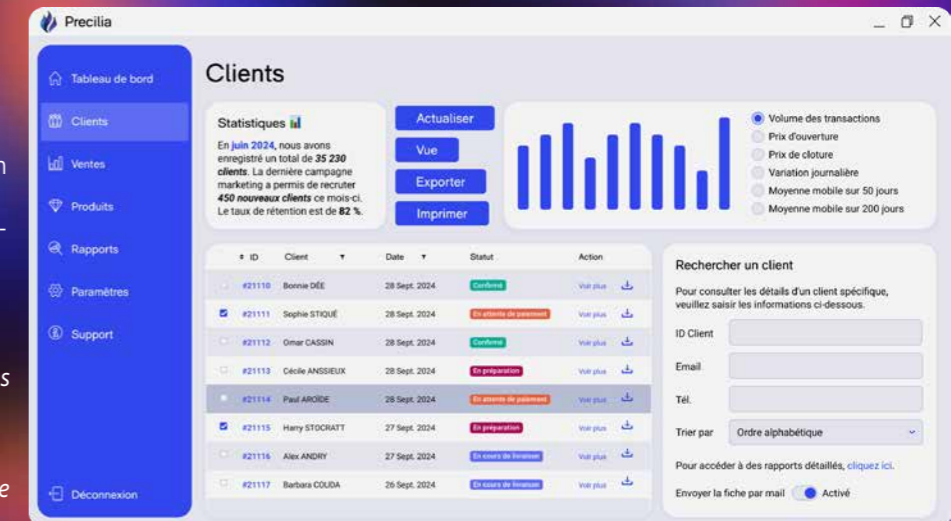 Precilia
Tableau de bord
Clients
Ventes
Produits
Rapports
Paramètres
Support
Déconnexion
Clients
Statistiques
En juin 2024, nous avons
enregistré un total de 35 230
clients. La dernière campagne
marketing a permis de recruter
450 nouveaux clients ce mois-ci.
Le taux de rétention est de 82 %.
Actualiser
Vue
Exporter
Imprimer
Volume des transactions
Prix d'ouverture
Prix de cloture
Variation journalière
Moyenne mobile sur 50 jours
Moyenne mobile sur 200 jours
ID Client Date Statut Action
#21110 Bonnie DÉE 28 Sept. 2024 Confirmé Voir plus
#21111 Sophie STIQUÉ 28 Sept. 2024 En attente de paiement Voir plus
#21112 Omar CASSIN 28 Sept. 2024 Confirmé Voir plus
#21113 Cécile ANSSIEUX 28 Sept. 2024 En préparation Voir plus
#21114 Paul AROÏDE 28 Sept. 2024 En attente de paiement Voir plus
#21115 Harry STOCRATT 27 Sept. 2024 En préparation Voir plus
#21116 Alex ANDRY 27 Sept. 2024 En cours de livraison Voir plus
#21117 Barbara COUDA 26 Sept. 2024 En cours de livraison Voir plus
Rechercher un client
Pour consulter les détails d'un client spécifique,
veuillez saisir les informations ci-dessous.
ID Client
Email
Tél.
Trier par Ordre alphabétique
Pour accéder à des rapports détaillés, cliquez ici.
Envoyer la fiche par mail Activé